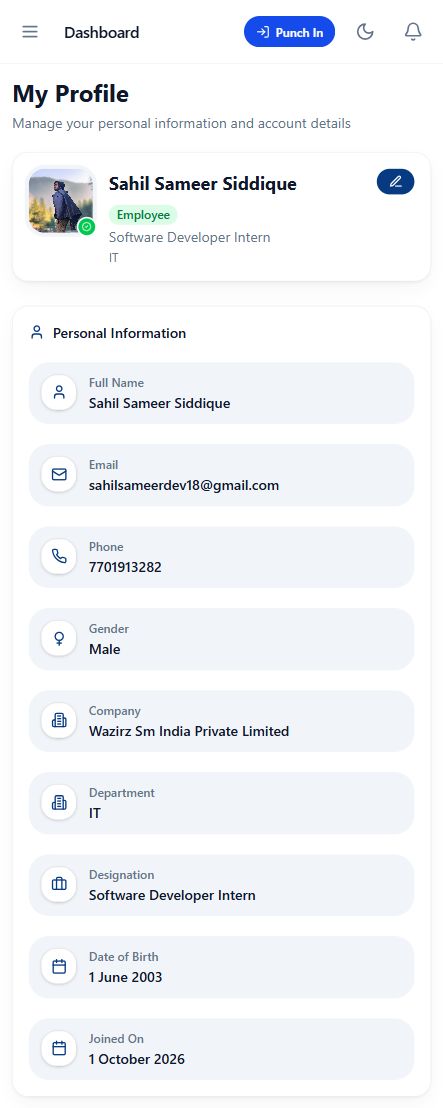 Dashboard
Punch In
My Profile
Manage your personal information and account details
Sahil Sameer Siddique
Employee
Software Developer Intern
IT
Personal Information
Full Name
Sahil Sameer Siddique
Email
sahilsameerdev18@gmail.com
Phone
7701913282
Gender
Male
Company
Wazirz Sm India Private Limited
Department
IT
Designation
Software Developer Intern
Date of Birth
1 June 2003
Joined On
1 October 2026